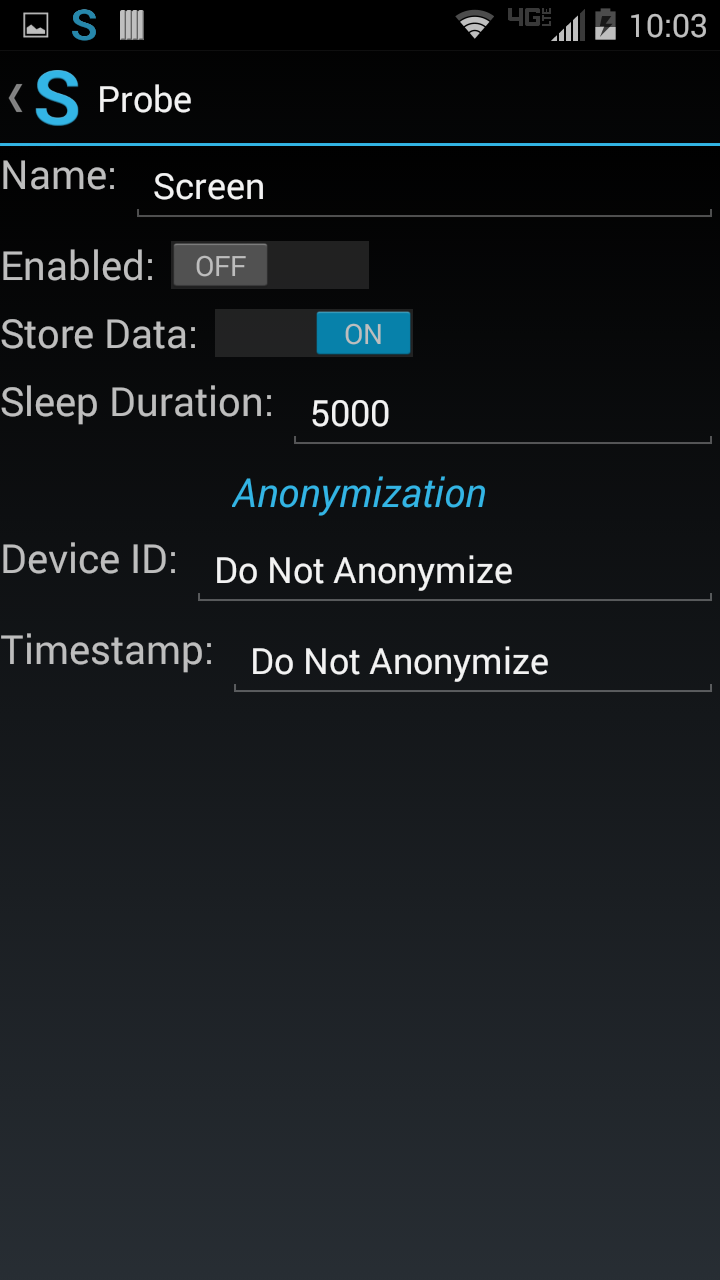 S 4G LTE 10:03
S Probe
Name: Screen
Enabled: OFF
Store Data: ON
Sleep Duration: 5000
Anonymization
Device ID: Do Not Anonymize
Timestamp: Do Not Anonymize